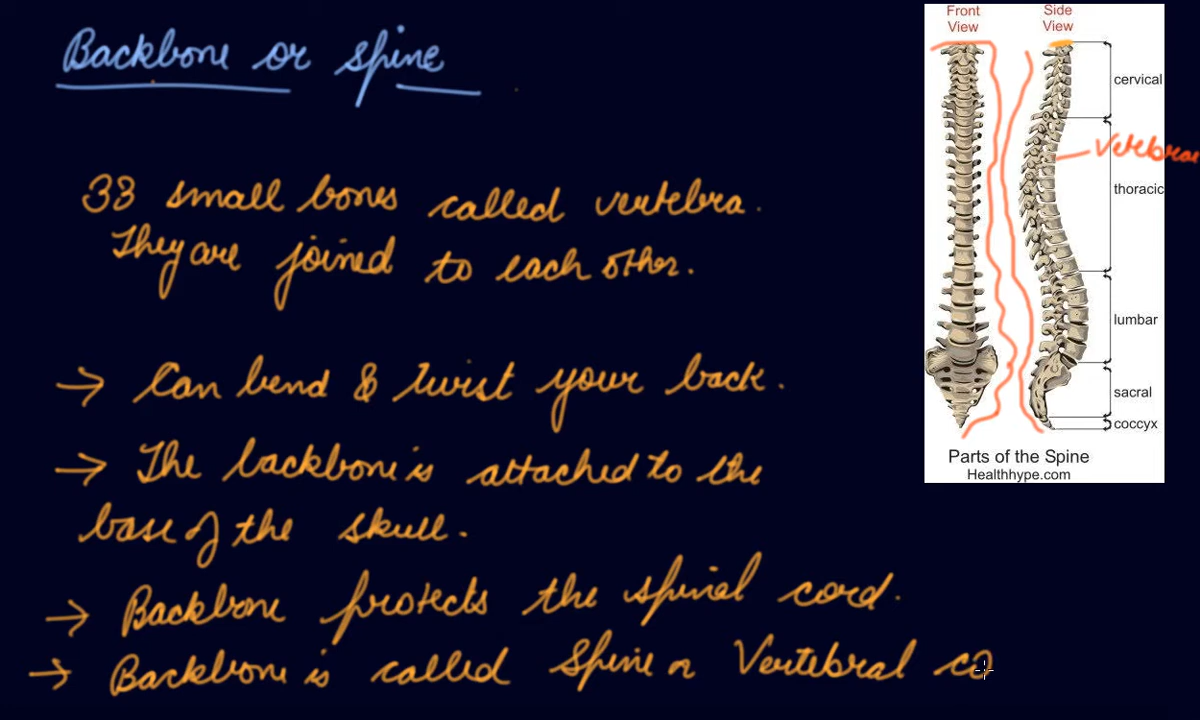 Backbone or spine
33 small bones called vertebra.
They are joined to each other.
→ Can bend & twist your back.
→ The backbone is attached to the
base of the skull.
→ Backbone protects the spinal cord.
→ Backbone is called Spine or Vertebral co
Front View
Side View
cervical
Vetebrae
thoracic
lumbar
sacral
coccyx
Parts of the Spine
Healthhype.com